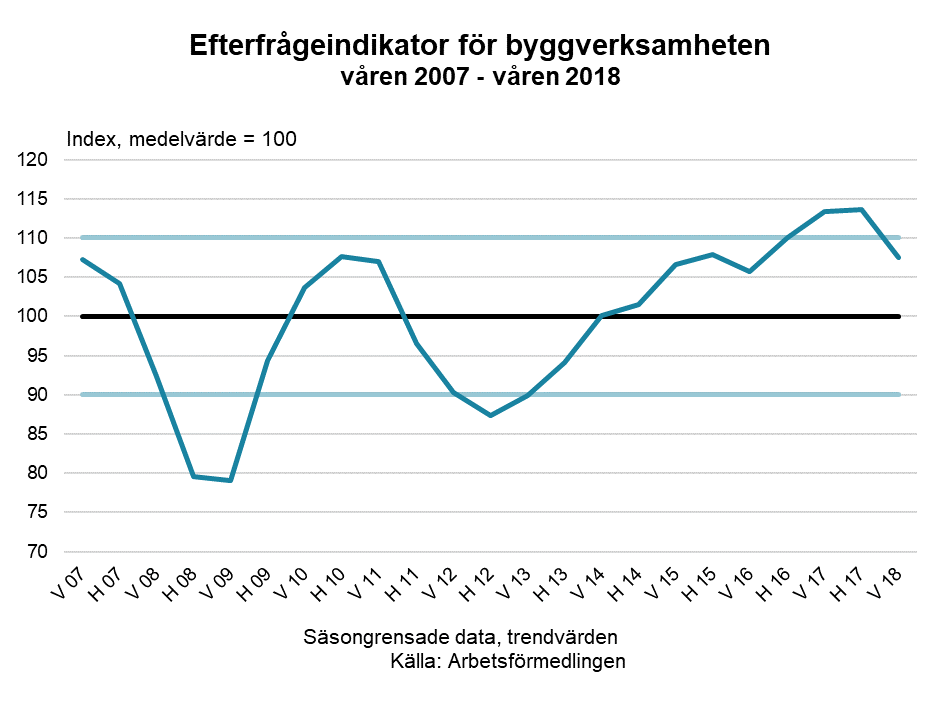 Efterfrågeindikator för byggverksamheten
våren 2007 - våren 2018
Index, medelvärde = 100
120
115
110
105
100
95
90
85
80
75
70
V 07
H 07
V 08
H 08
V 09
H 09
V 10
H 10
V 11
H 11
V 12
H 12
V 13
H 13
V 14
H 14
V 15
H 15
V 16
H 16
V 17
H 17
V 18
Säsongrensade data, trendvärden
Källa: Arbetsförmedlingen